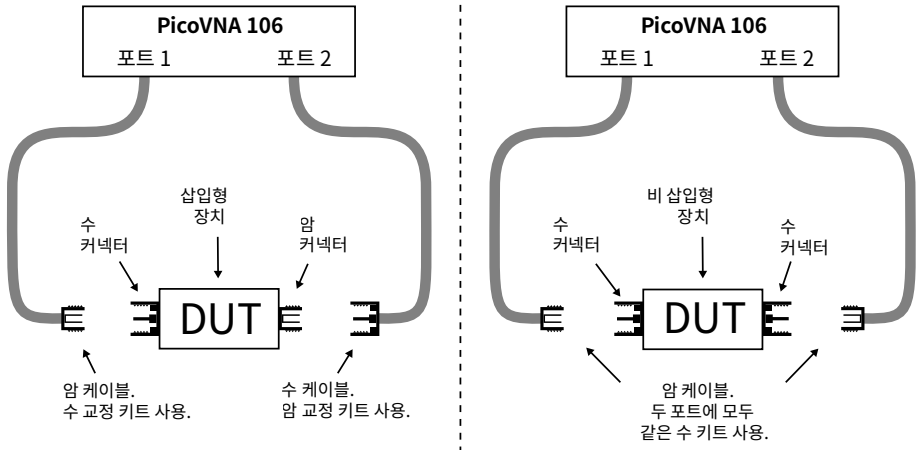 PicoVNA 106
포트 1
포트 2
삽입형
장치
수
커넥터
암
커넥터
DUT
암 케이블.
수 교정 키트 사용.
수 케이블.
암 교정 키트 사용.
PicoVNA 106
포트 1
포트 2
비 삽입형
장치
수
커넥터
수
커넥터
DUT
암 케이블.
두 포트에 모두
같은 수 키트 사용.